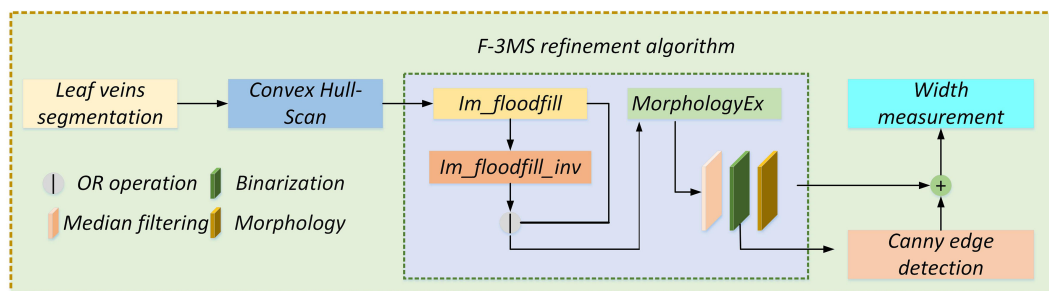 F-3MS refinement algorithm
Leaf veins
segmentation
Convex Hull-
Scan
Im_floodfill
MorphologyEx
Width
measurement
Im_floodfill_inv
OR operation
Binarization
Median filtering
Morphology
+
Canny edge
detection